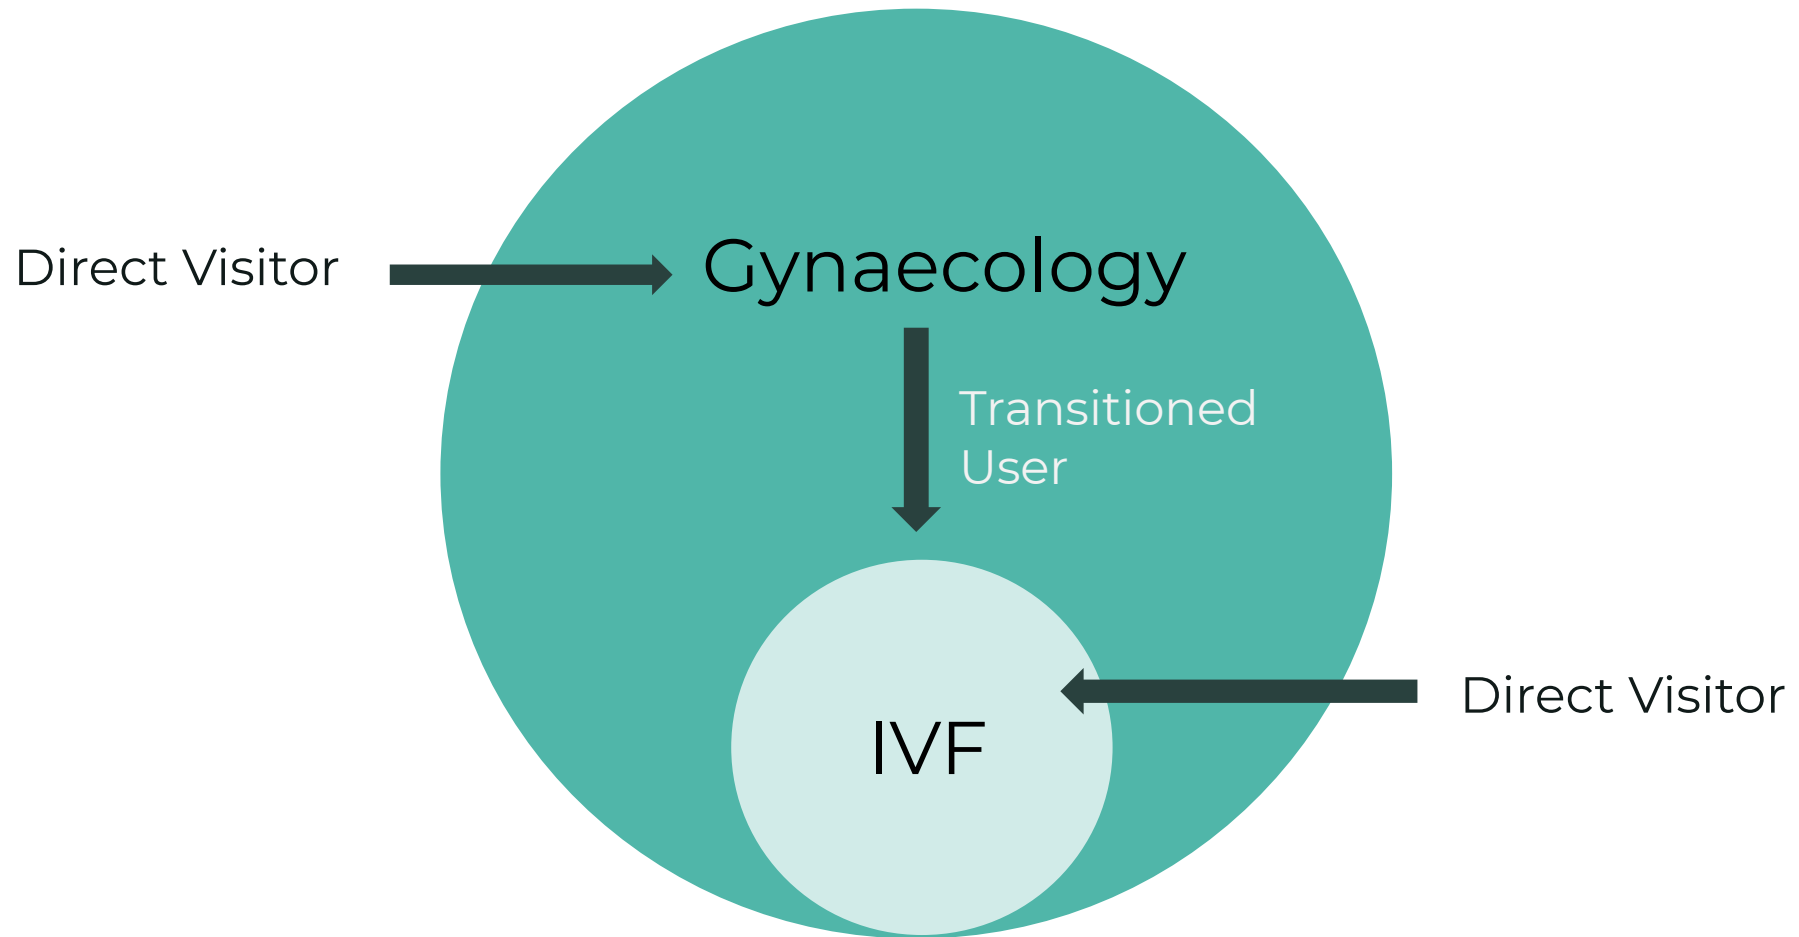 Direct Visitor
Gynaecology
Transitioned
User
Direct Visitor
IVF